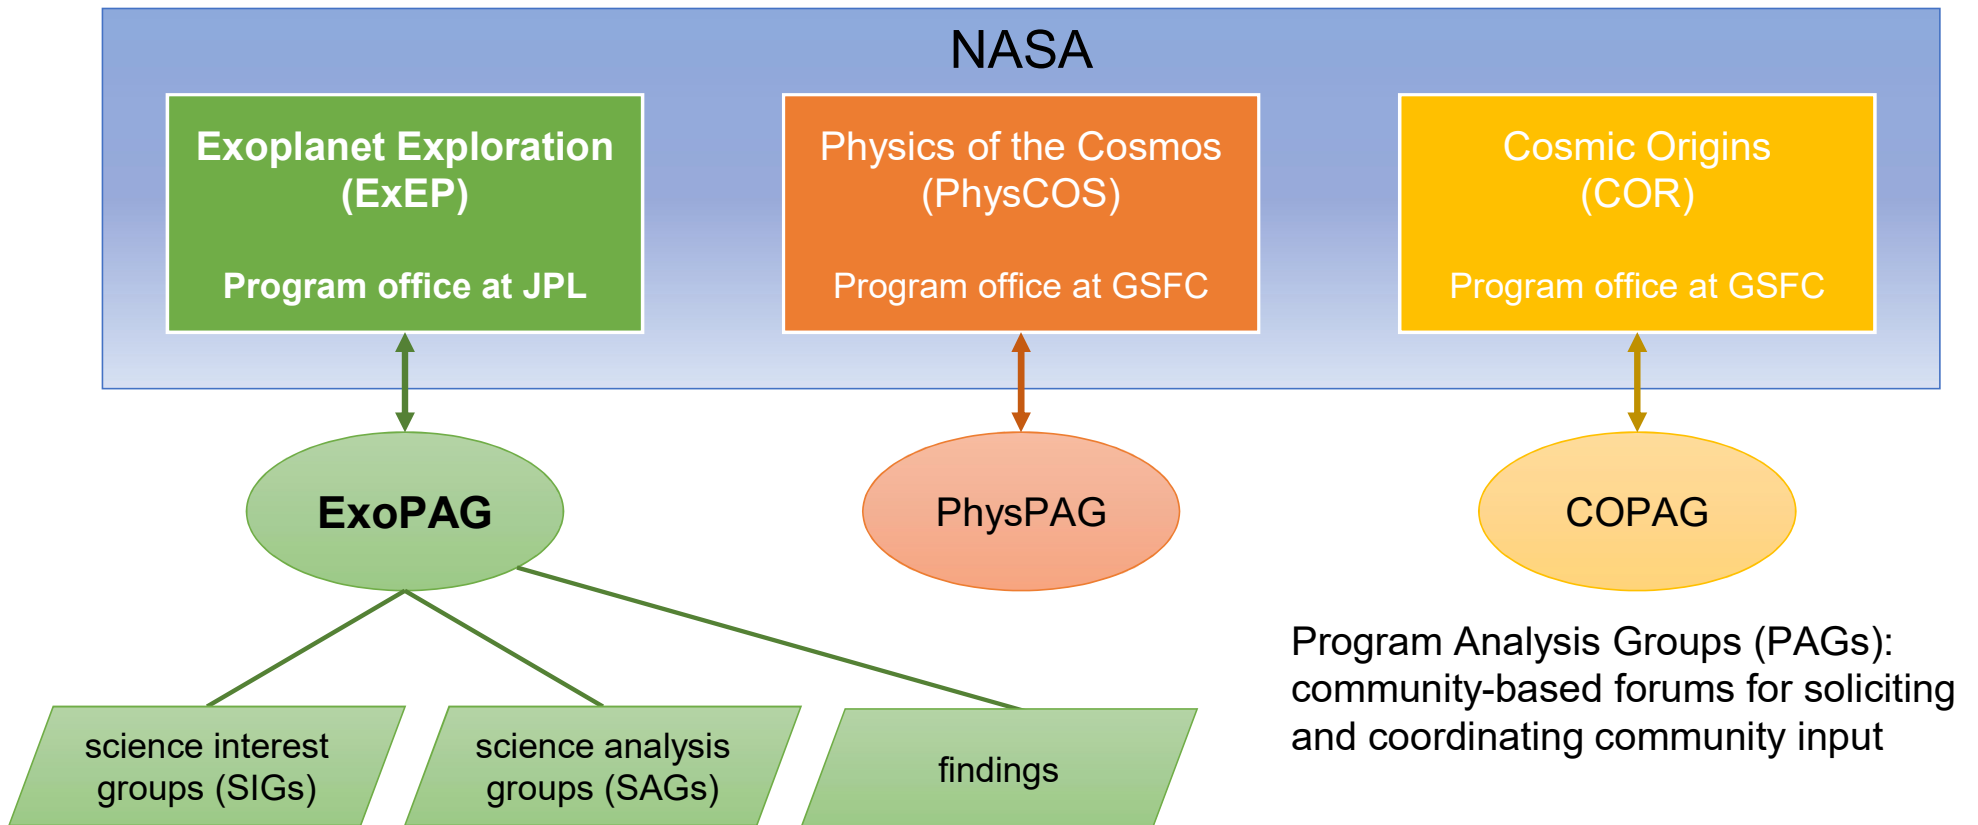 NASA
Exoplanet Exploration
(ExEP)
Program office at JPL
Physics of the Cosmos
(PhysCOS)
Program office at GSFC
Cosmic Origins
(COR)
Program office at GSFC
ExoPAG
PhysPAG
COPAG
Program Analysis Groups (PAGs):
community-based forums for soliciting
and coordinating community input
science interest
groups (SIGs)
science analysis
groups (SAGs)
findings